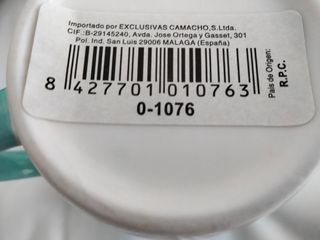 Importado por EXCLUSIVAS CAMACHO,S.Ltda.
CIF.:B-29145240, Avda. Jose Ortega y Gasset, 301
Pol. Ind. San Luis 29006 MALAGA (España)
8 427701 010763
0-1076
País de Origen:
R.P.C.